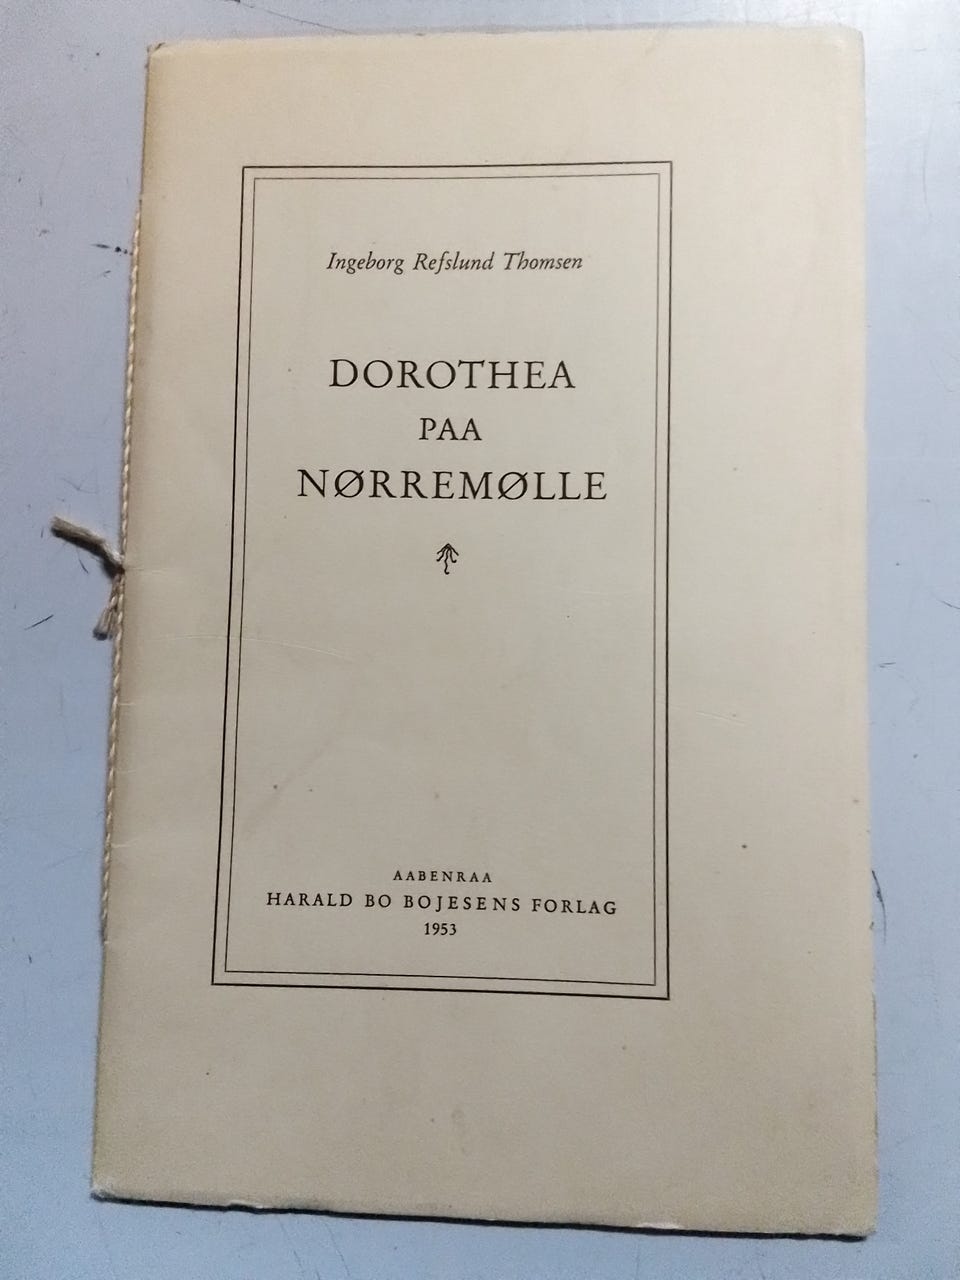 Ingeborg Refslund Thomsen
DOROTHEA
PAA
NØRREMØLLE
AABENRAA
HARALD BO BOJESENS FORLAG
1953